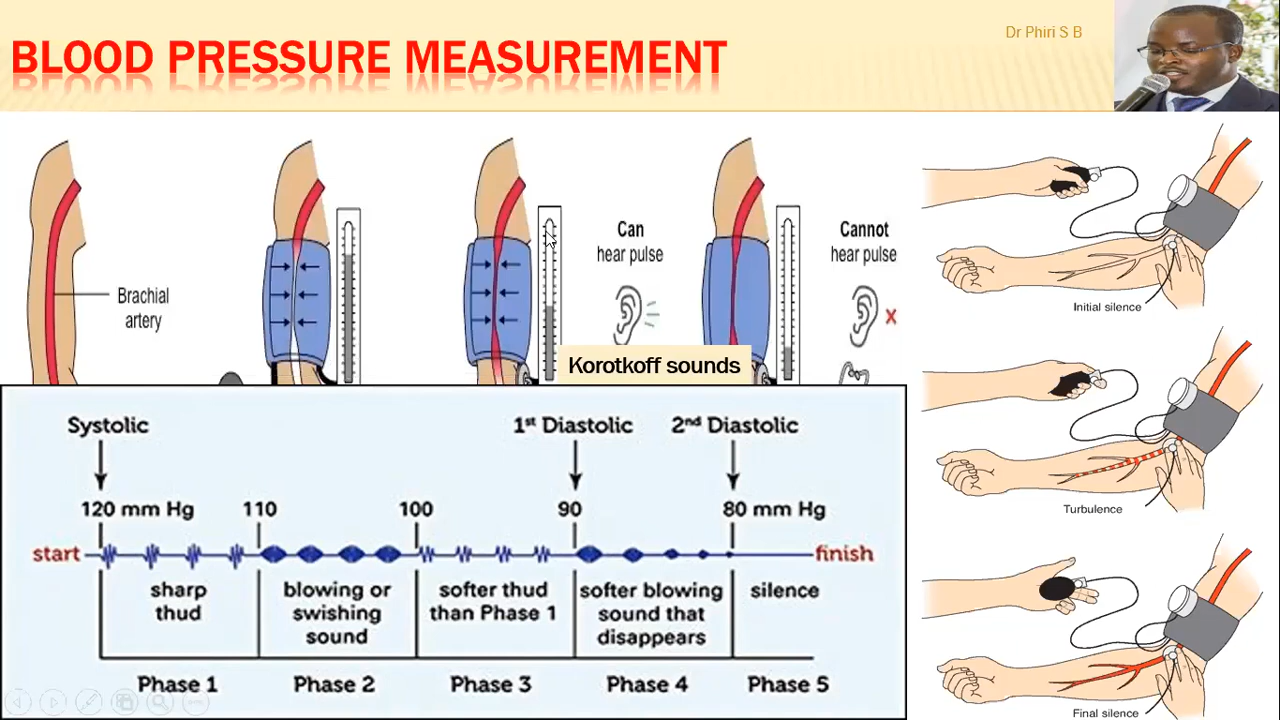 BLOOD PRESSURE MEASUREMENT
Dr Phiri S B
Brachial
artery
Can
hear pulse
Cannot
hear pulse
X
Korotkoff sounds
Systolic
1st Diastolic
2nd Diastolic
120 mm Hg
110
100
90
80 mm Hg
start
finish
sharp
thud
blowing or
swishing
sound
softer thud
than Phase 1
softer blowing
sound that
disappears
silence
Phase 1
Phase 2
Phase 3
Phase 4
Phase 5
Initial silence
Turbulence
Final silence